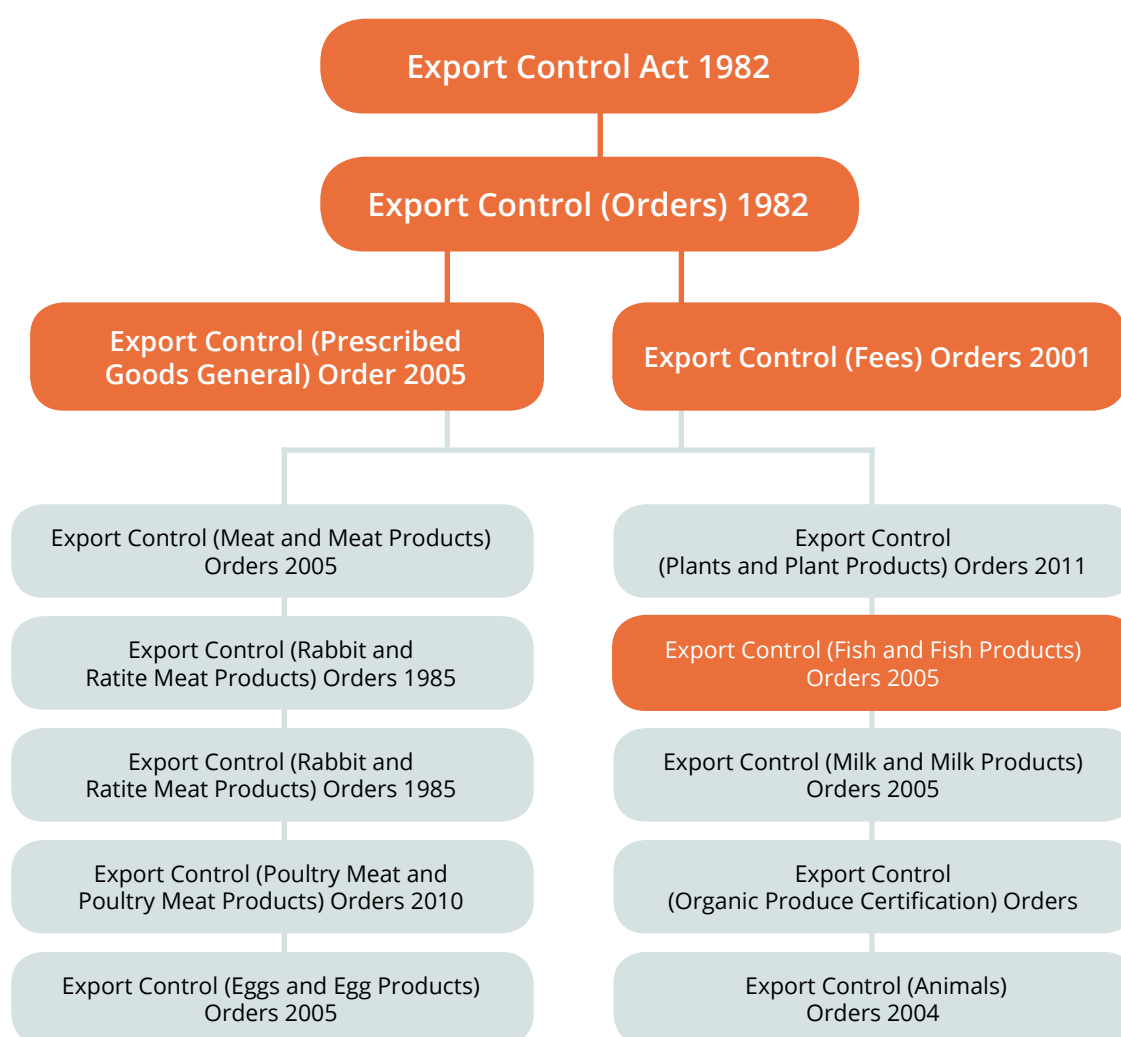 Export Control Act 1982
Export Control (Orders) 1982
Export Control (Prescribed
Goods General) Order 2005
Export Control (Fees) Orders 2001
Export Control (Meat and Meat Products)
Orders 2005
Export Control (Rabbit and
Ratite Meat Products) Orders 1985
Export Control (Rabbit and
Ratite Meat Products) Orders 1985
Export Control (Poultry Meat and
Poultry Meat Products) Orders 2010
Export Control (Eggs and Egg Products)
Orders 2005
Export Control
(Plants and Plant Products) Orders 2011
Export Control (Fish and Fish Products)
Orders 2005
Export Control (Milk and Milk Products)
Orders 2005
Export Control
(Organic Produce Certification) Orders
Export Control (Animals)
Orders 2004